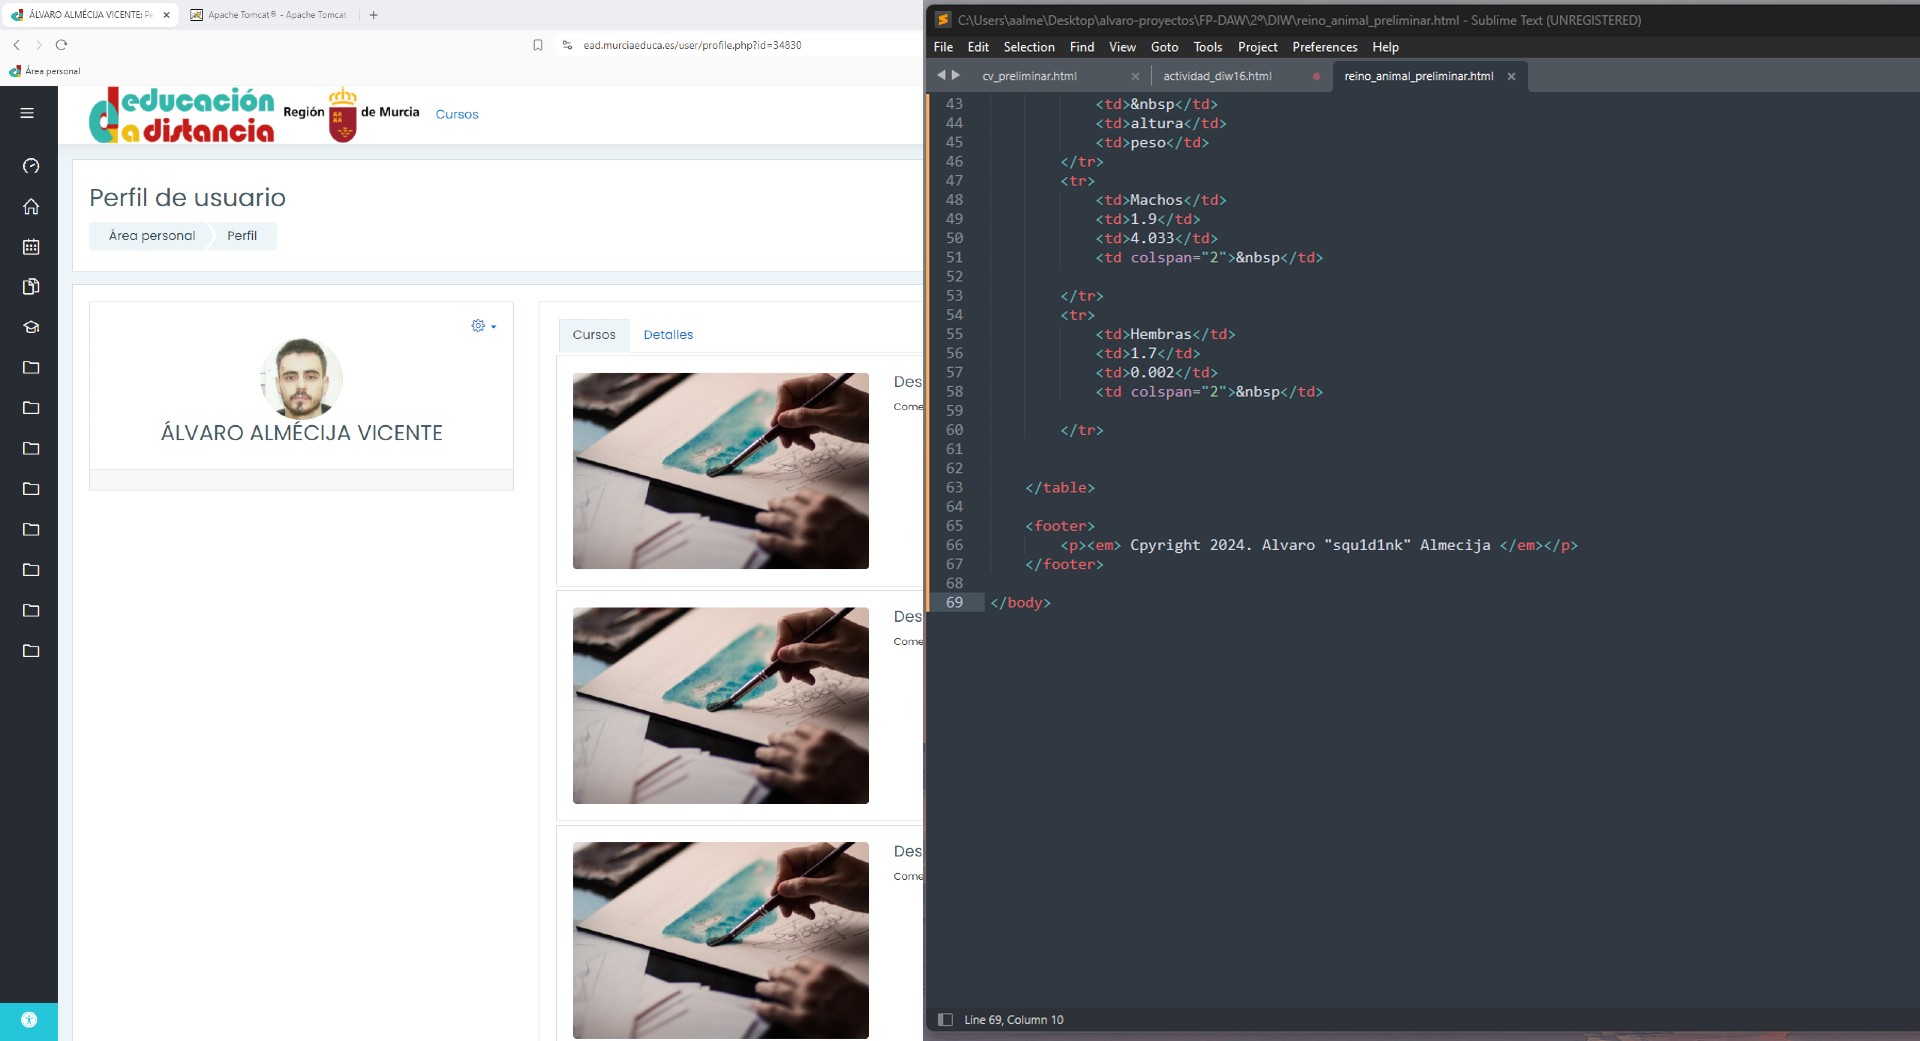 ÁLVARO ALMÉCIJA VICENTE: Pe
Apache Tomcat® - Apache Tomcat
ead.murciaeduca.es/user/profile.php?id=34830
Área personal
educación
a distancia
Región de Murcia
Cursos
Perfil de usuario
Área personal
Perfil
ÁLVARO ALMÉCIJA VICENTE
Cursos
Detalles
Des
Come
Des
Come
Des
Come
C:\Users\aalme\Desktop\alvaro-proyectos\FP-DAW\2º\DIW\reino_animal_preliminar.html - Sublime Text (UNREGISTERED)
File Edit Selection Find View Goto Tools Project Preferences Help
cv_preliminar.html
actividad_diw16.html
reino_animal_preliminar.html
43 <td>&nbsp</td>
44 <td>altura</td>
45 <td>peso</td>
46 </tr>
47 <tr>
48 <td>Machos</td>
49 <td>1.9</td>
50 <td>4.033</td>
51 <td colspan="2">&nbsp</td>
52
53 </tr>
54 <tr>
55 <td>Hembras</td>
56 <td>1.7</td>
57 <td>0.002</td>
58 <td colspan="2">&nbsp</td>
59
60 </tr>
61
62
63 </table>
64
65 <footer>
66 <p><em> Cpyright 2024. Alvaro "squ1d1nk" Almecija </em></p>
67 </footer>
68
69 </body>
Line 69, Column 10